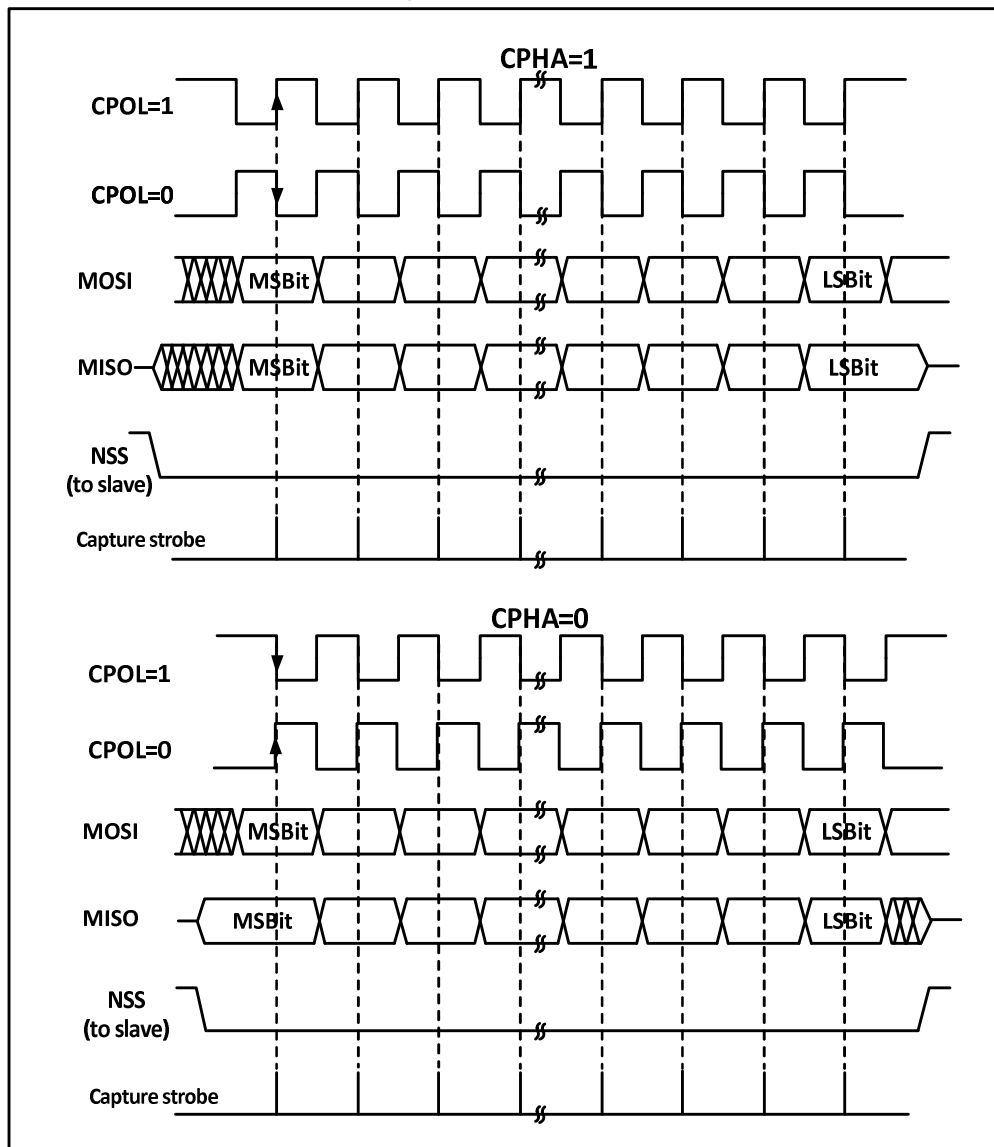 CPHA=1
CPOL=1
CPOL=0
MOSI
MSBit
LSBit
MISO
MSBit
LSBit
NSS
(to slave)
Capture strobe
CPHA=0
CPOL=1
CPOL=0
MOSI
MSBit
LSBit
MISO
MSBit
LSBit
NSS
(to slave)
Capture strobe